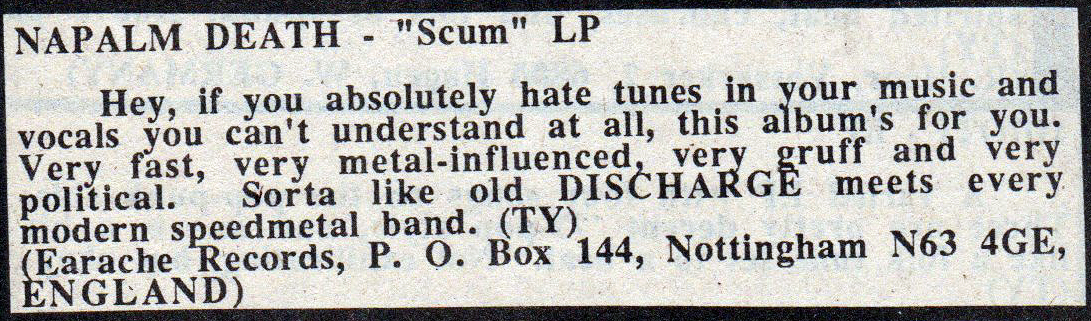 NAPALM DEATH - "Scum" LP
Hey, if you absolutely hate tunes in your music and
vocals you can't understand at all, this album's for you.
Very fast, very metal-influenced, very gruff and very
political. Sorta like old DISCHARGE meets every
modern speedmetal band. (TY)
(Earache Records, P. O. Box 144, Nottingham N63 4GE,
ENGLAND)